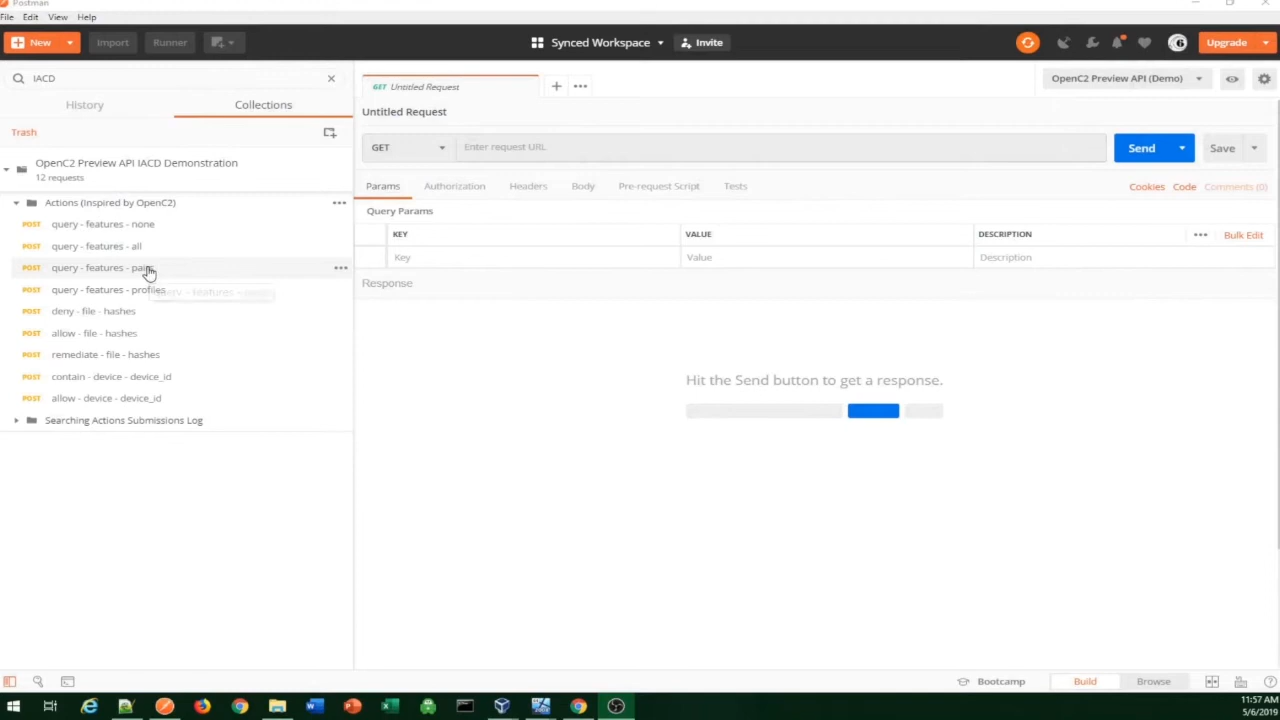 Postman
File Edit View Help
New Import Runner Synced Workspace Invite Upgrade
IACD
History Collections
Trash
OpenC2 Preview API IACD Demonstration
12 requests
Actions (Inspired by OpenC2)
POST query - features - none
POST query - features - all
POST query - features -
POST query - features - profiles
POST deny - file - hashes
POST allow - file - hashes
POST remediate - file - hashes
POST contain - device - device_id
POST allow - device - device_id
Searching Actions Submissions Log
GET Untitled Request
OpenC2 Preview API (Demo)
Untitled Request
GET Enter request URL Send Save
Params Authorization Headers Body Pre-request Script Tests Cookies Code Comments (0)
Query Params
KEY VALUE DESCRIPTION Bulk Edit
Key Value Description
Response
Hit the Send button to get a response.
Bootcamp Build Browse
11:57 AM
5/6/2019